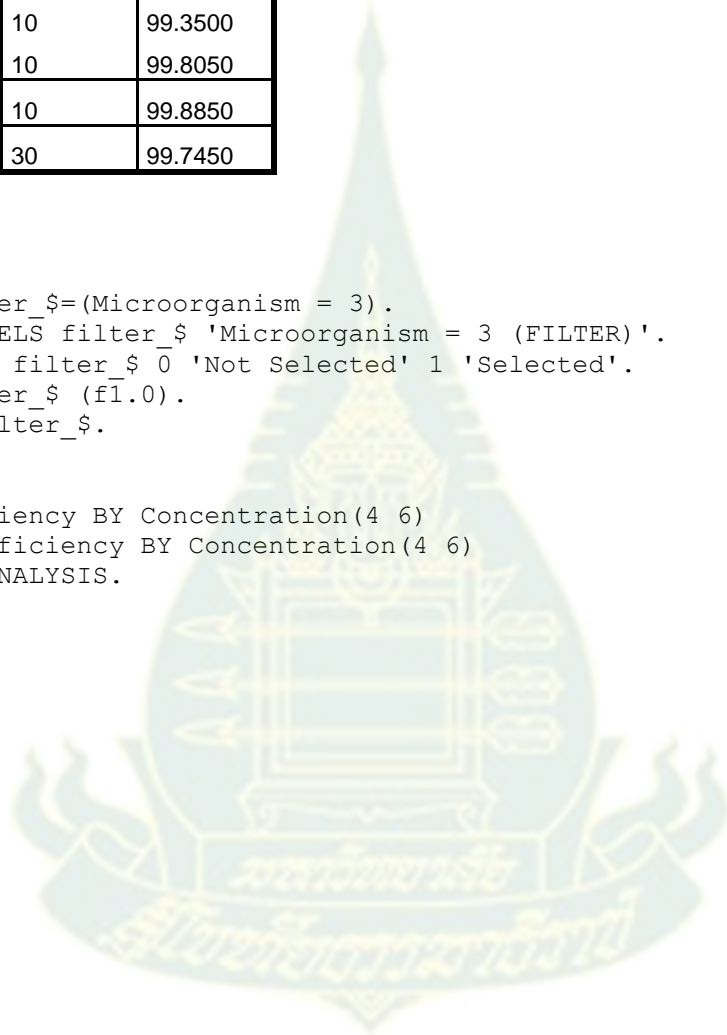 10 99.3500
10 99.8050
10 99.8850
30 99.7450
er_$=(Microorganism = 3).
ELS filter_$ 'Microorganism = 3 (FILTER)'.
filter_$ 0 'Not Selected' 1 'Selected'.
er_$ (f1.0).
lter_$.
iency BY Concentration(4 6)
ficiency BY Concentration(4 6)
NALYSIS.